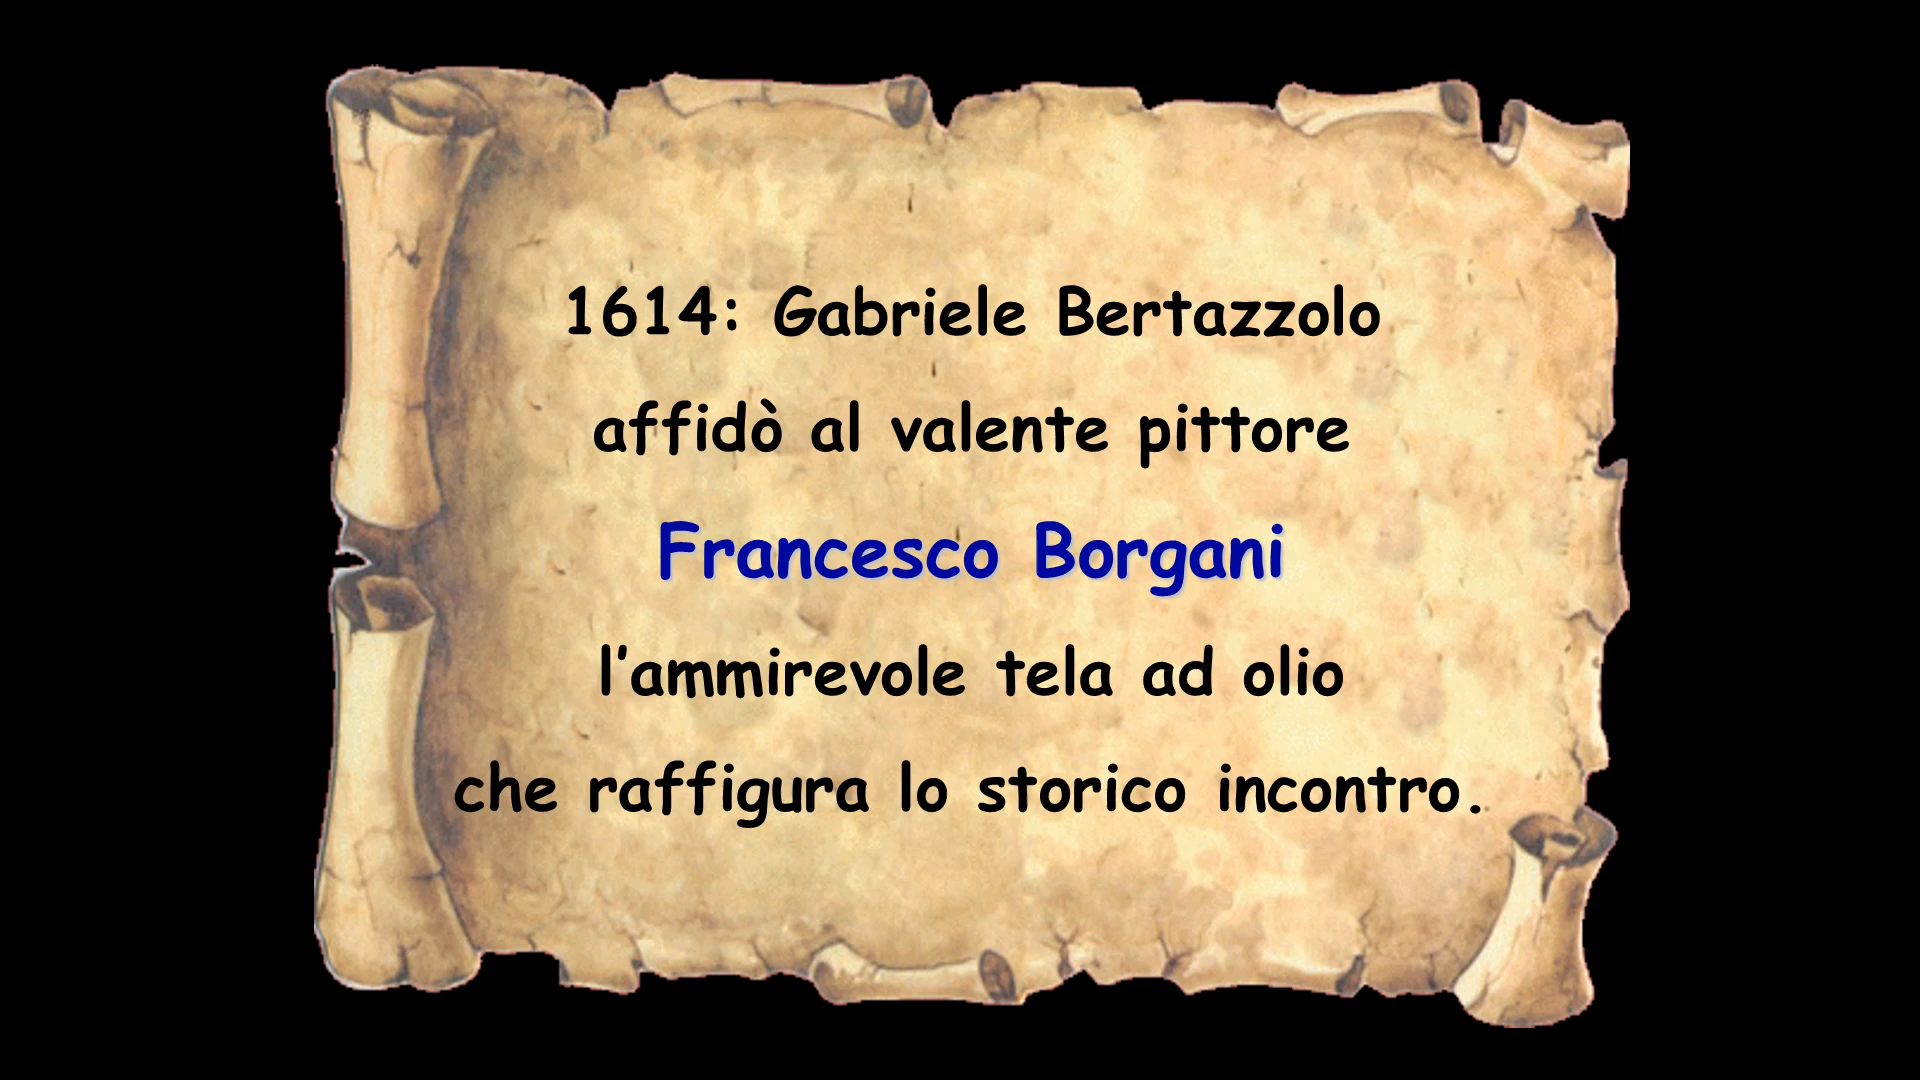 1614: Gabriele Bertazzolo
affidò al valente pittore
Francesco Borgani
l'ammirevole tela ad olio
che raffigura lo storico incontro.